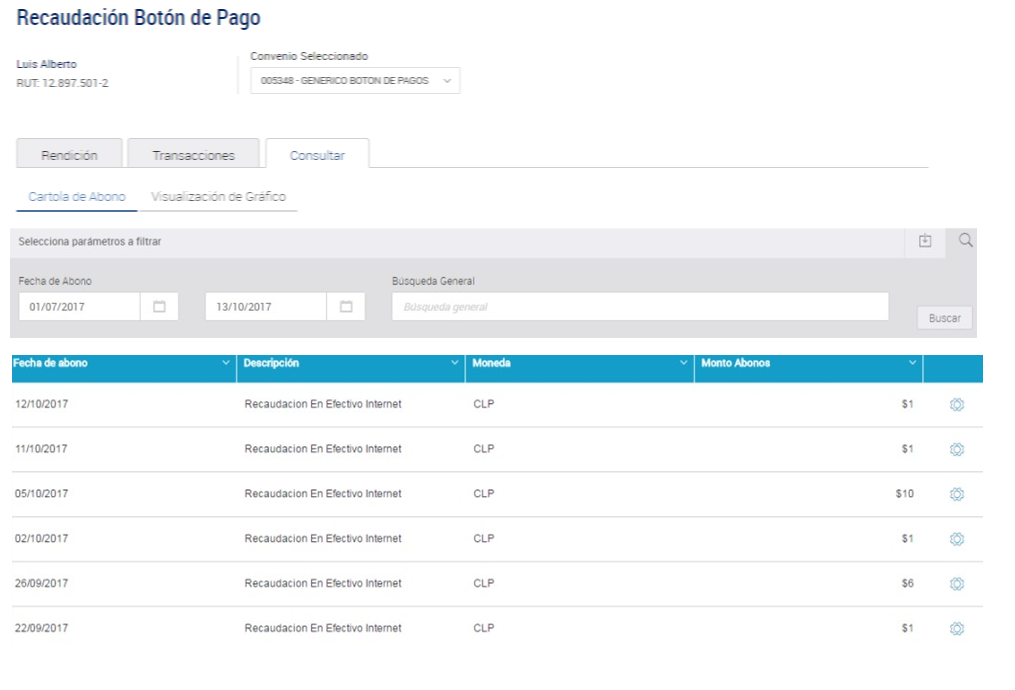 Recaudación Botón de Pago
Luis Alberto
RUT: 12.897.501-2
Convenio Seleccionado
005348 - GENERICO BOTON DE PAGOS
Rendición Transacciones Consultar
Cartola de Abono Visualización de Gráfico
Selecciona parámetros a filtrar
Fecha de Abono Búsqueda General
01/07/2017 13/10/2017 Búsqueda general
Buscar
Fecha de abono Descripción Moneda Monto Abonos
12/10/2017 Recaudacion En Efectivo Internet CLP $1
11/10/2017 Recaudacion En Efectivo Internet CLP $1
05/10/2017 Recaudacion En Efectivo Internet CLP $10
02/10/2017 Recaudacion En Efectivo Internet CLP $1
26/09/2017 Recaudacion En Efectivo Internet CLP $6
22/09/2017 Recaudacion En Efectivo Internet CLP $1